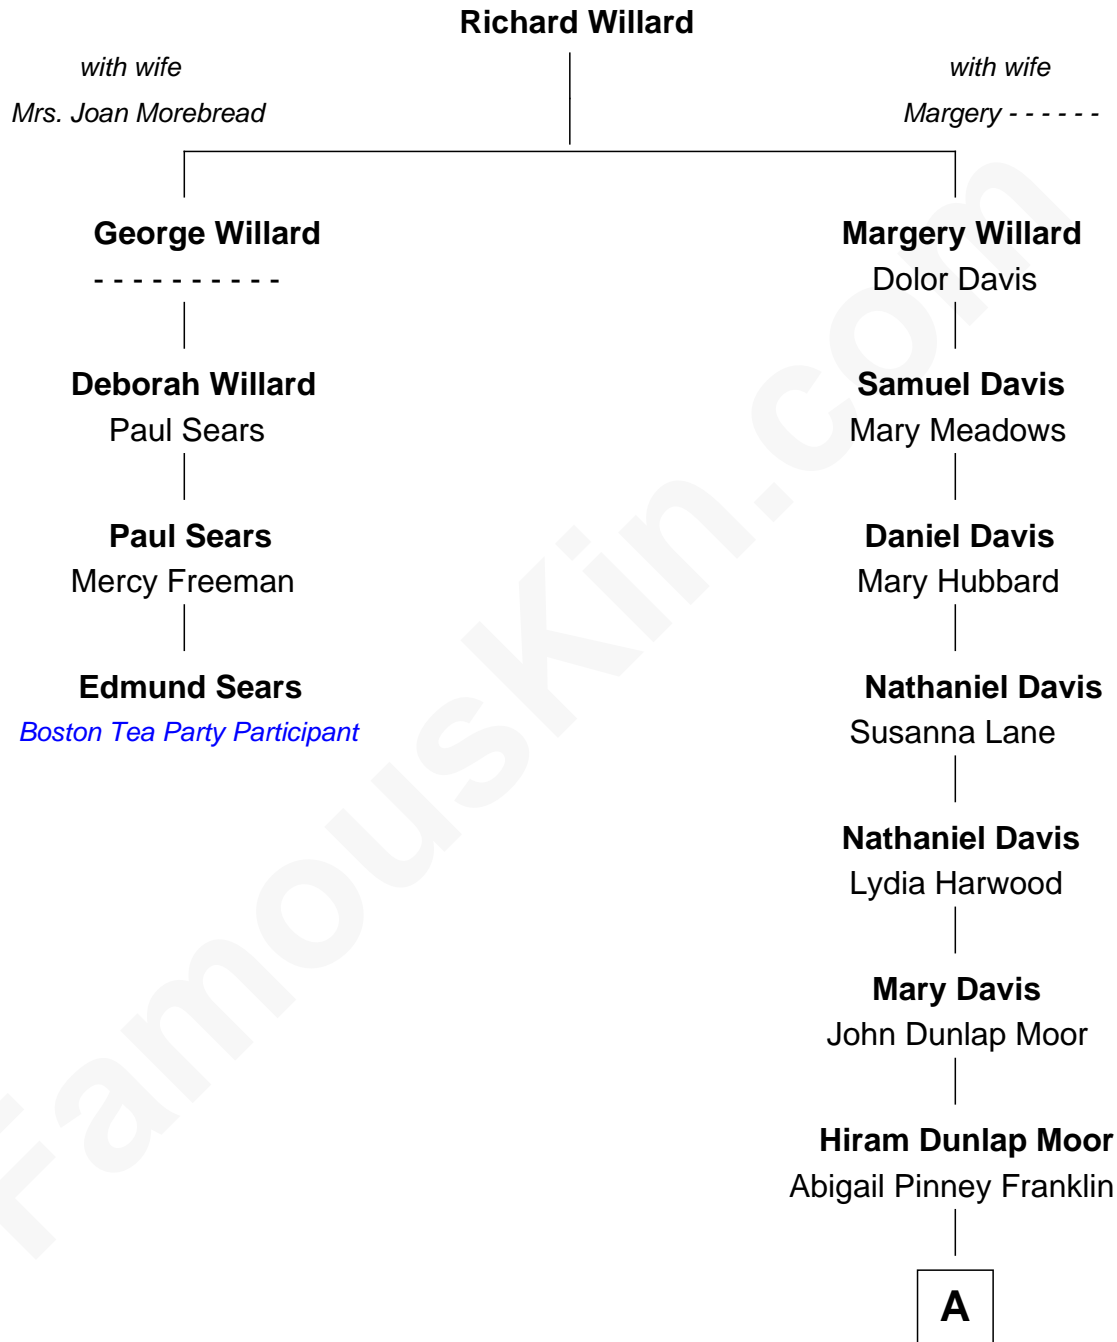 Richard Willard
with wife
Mrs. Joan Morebread
with wife
Margery - - - - - -
George Willard
- - - - - - - - - -
Deborah Willard
Paul Sears
Paul Sears
Mercy Freeman
Edmund Sears
Boston Tea Party Participant
Margery Willard
Dolor Davis
Samuel Davis
Mary Meadows
Daniel Davis
Mary Hubbard
Nathaniel Davis
Susanna Lane
Nathaniel Davis
Lydia Harwood
Mary Davis
John Dunlap Moor
Hiram Dunlap Moor
Abigail Pinney Franklin
A
FamousKin.com